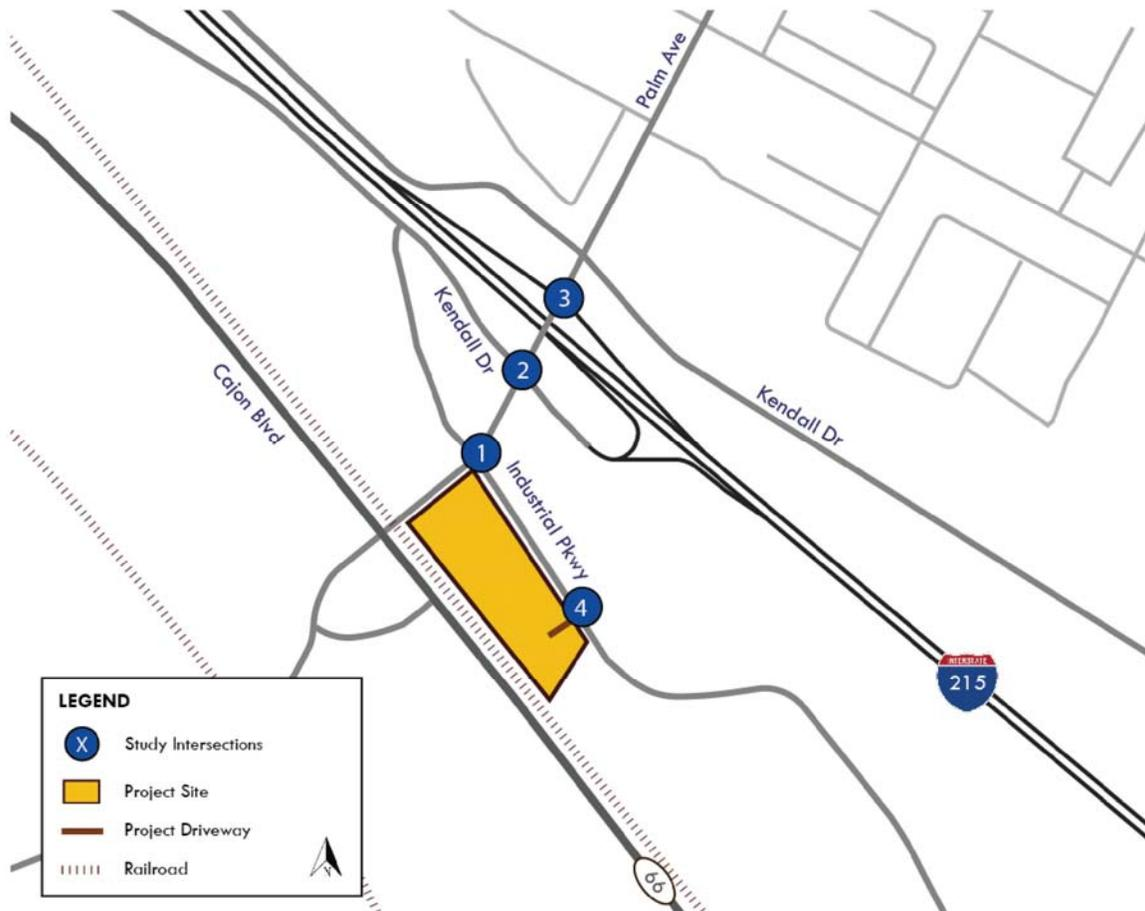 Palm Ave
3
Kendall Dr
2
Cajon Blvd
Kendall Dr
1
Industrial Pkwy
4
INTERSTATE
215
LEGEND
X Study Intersections
Project Site
Project Driveway
Railroad
N
66